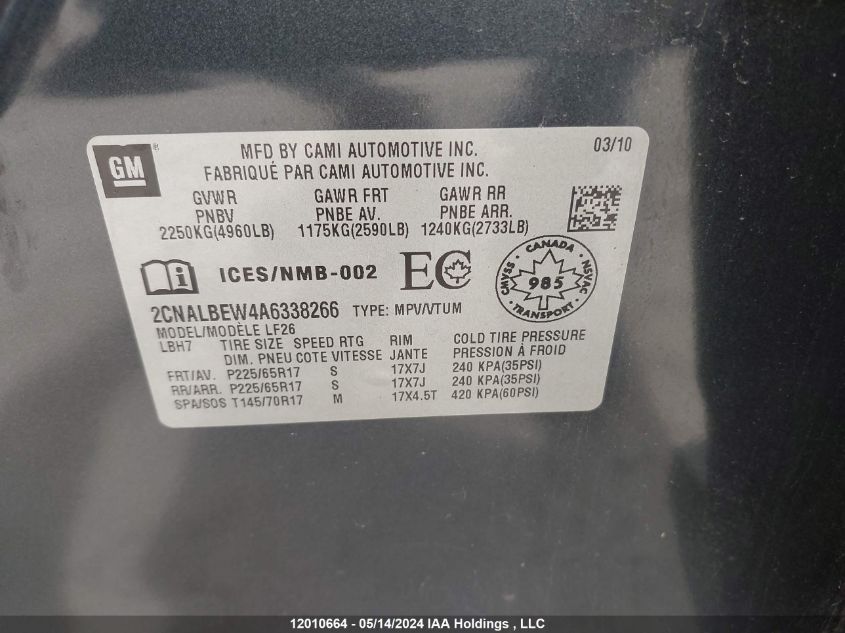 GM ®
MFD BY CAMI AUTOMOTIVE INC. 03/10
FABRIQUÉ PAR CAMI AUTOMOTIVE INC.
GVWR GAWR FRT GAWR RR
PNBV PNBE AV. PNBE ARR.
2250KG(4960LB) 1175KG(2590LB) 1240KG(2733LB)
i ICES/NMB-002 EC
CANADA
CMVSS 985 NSVAC
TRANSPORT
2CNALBEW4A6338266 TYPE: MPV/VTUM
MODEL/MODÈLE LF26
LBH7 TIRE SIZE SPEED RTG RIM COLD TIRE PRESSURE
DIM. PNEU COTE VITESSE JANTE PRESSION À FROID
FRT/AV. P225/65R17 S 17X7J 240 KPA(35PSI)
RR/ARR. P225/65R17 S 17X7J 240 KPA(35PSI)
SPA/SOS T145/70R17 M 17X4.5T 420 KPA(60PSI)
12010664 - 05/14/2024 IAA Holdings , LLC